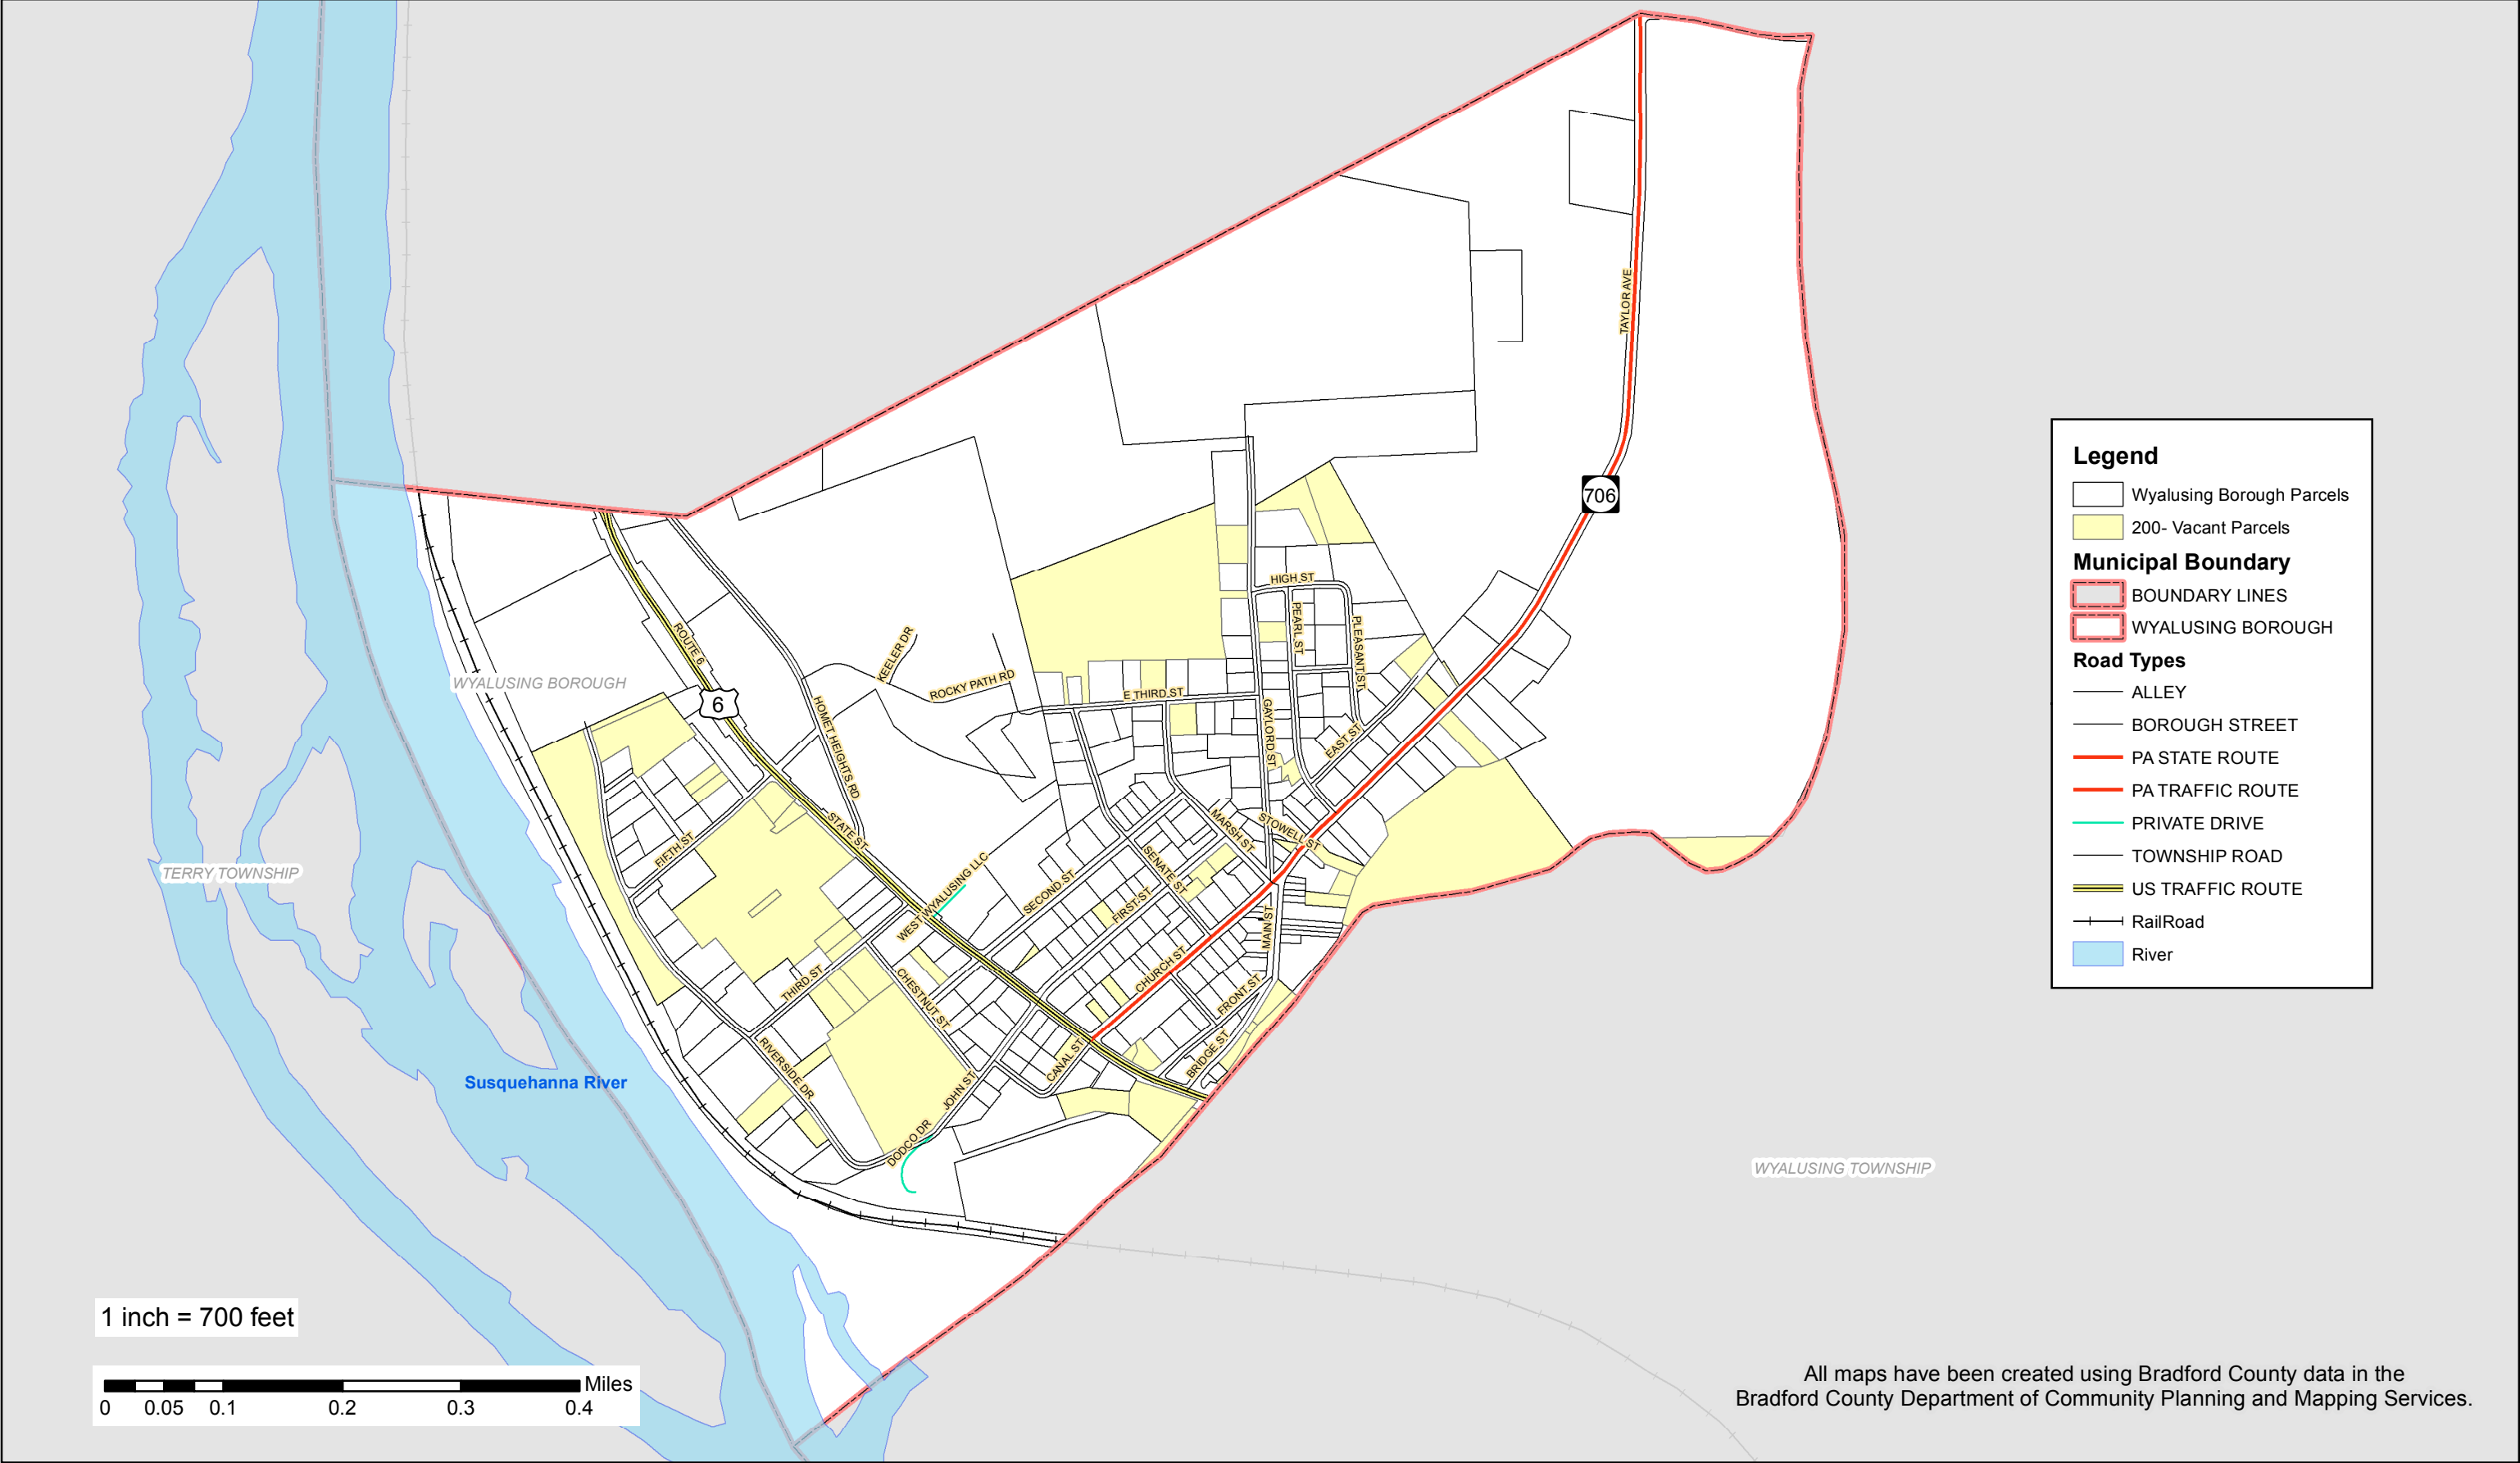 TAYLOR AVE
706
HIGH ST
PEARL ST
PLEASANT ST
ROUTE 6
6
KEELER DR
ROCKY PATH RD
HOMET HEIGHTS RD
E THIRD ST
GAYLORD ST
EAST ST
WYALUSING BOROUGH
STATE ST
FIFTH ST
MARSH ST
STOWELL ST
SENATE ST
WEST WYALUSING LLC
SECOND ST
FIRST ST
MAIN ST
CHURCH ST
THIRD ST
CHESTNUT ST
FRONT ST
BRIDGE ST
CANAL ST
RIVERSIDE DR
JOHN ST
DODCO DR
TERRY TOWNSHIP
Susquehanna River
WYALUSING TOWNSHIP
Legend
Wyalusing Borough Parcels
200- Vacant Parcels
Municipal Boundary
BOUNDARY LINES
WYALUSING BOROUGH
Road Types
ALLEY
BOROUGH STREET
PA STATE ROUTE
PA TRAFFIC ROUTE
PRIVATE DRIVE
TOWNSHIP ROAD
US TRAFFIC ROUTE
RailRoad
River
1 inch = 700 feet
Miles
0 0.05 0.1 0.2 0.3 0.4
All maps have been created using Bradford County data in the
Bradford County Department of Community Planning and Mapping Services.